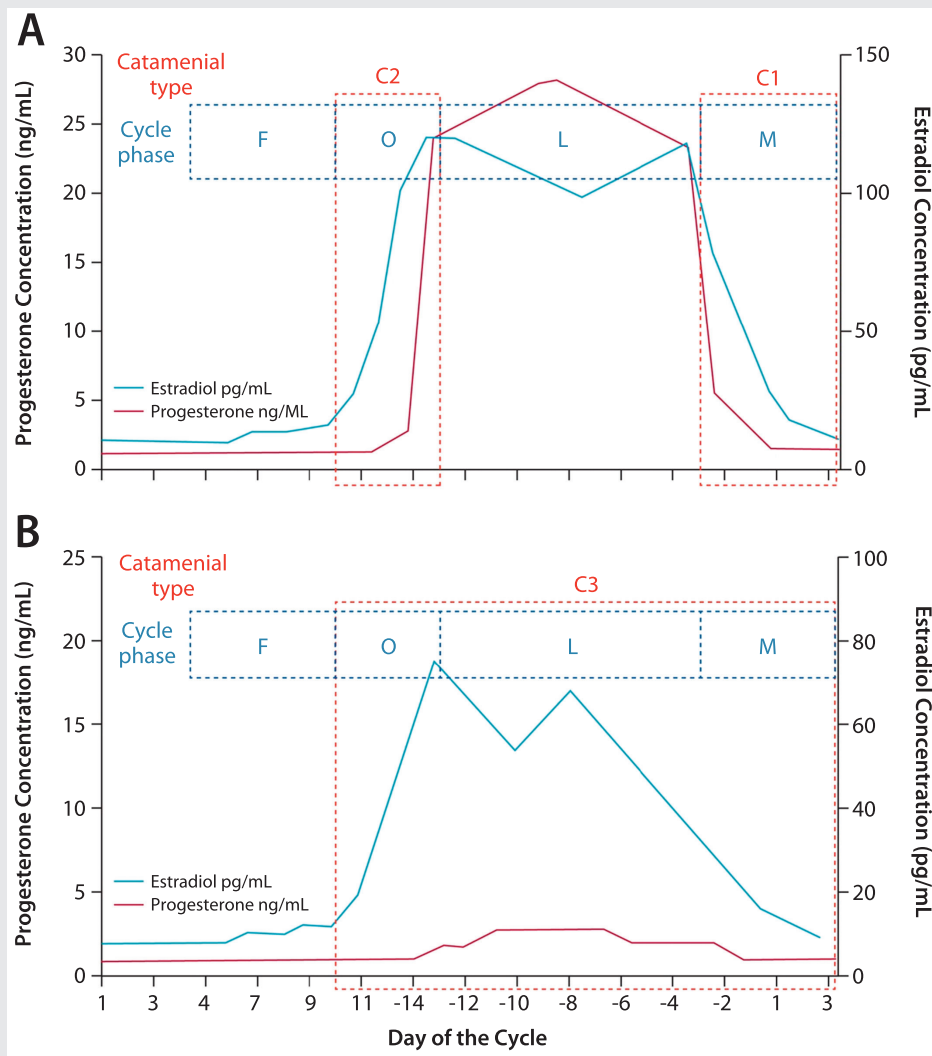 A
Progesterone Concentration (ng/mL)
30
25
20
15
10
5
0
Catamenial
type
C2
C1
Cycle
phase
F
O
L
M
Estradiol pg/mL
Progesterone ng/ML
150
100
50
0
Estradiol Concentration (pg/mL
B
Progesterone Concentration (ng/mL)
25
20
15
10
5
0
Catamenial
type
C3
Cycle
phase
F
O
L
M
Estradiol pg/mL
Progesterone ng/mL
100
80
60
40
20
0
Estradiol Concentration (pg/mL
1 3 4 7 9 11 -14 -12 -10 -8 -6 -4 -2 1 3
Day of the Cycle